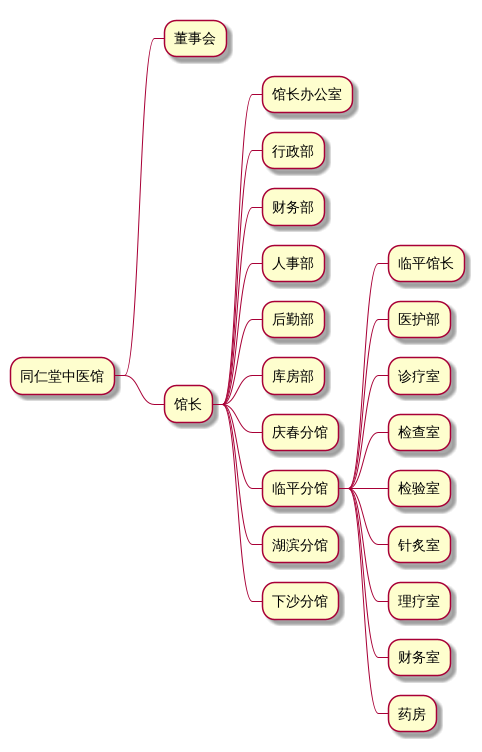 董事会
馆长办公室
行政部
财务部
人事部
临平馆长
后勤部
医护部
同仁堂中医馆
库房部
诊疗室
馆长
庆春分馆
检查室
临平分馆
检验室
湖滨分馆
针灸室
下沙分馆
理疗室
财务室
药房